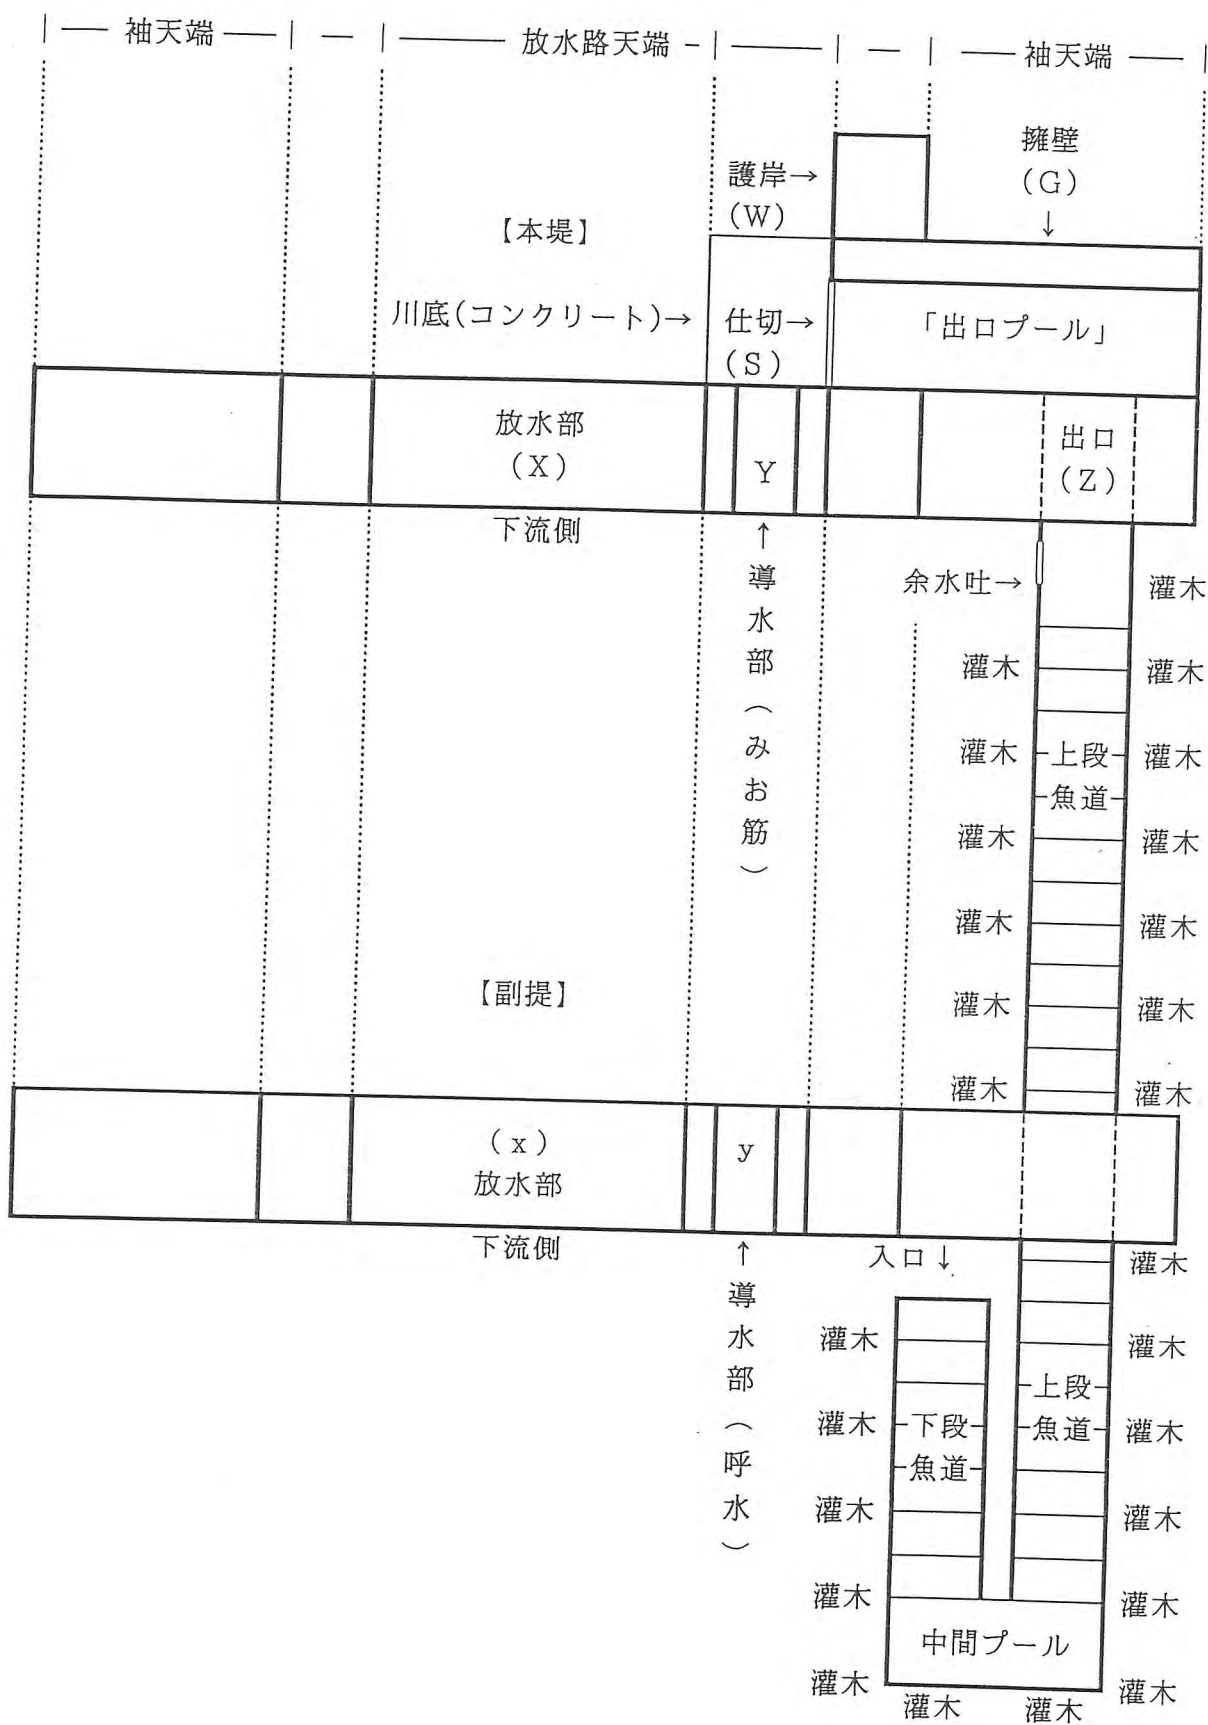 袖天端
放水路天端
袖天端
擁壁
(G)
↓
護岸→
(W)
【本堤】
川底(コンクリート)→
仕切→
(S)
「出口プール」
放水部
(X)
Y
出口
(Z)
下流側
↑
導水部(みお筋)
余水吐→
灌木
灌木
灌木
灌木
上段
灌木
魚道
灌木
灌木
灌木
灌木
【副提】
灌木
灌木
灌木
灌木
(x)
放水部
y
下流側
↑
導水部(呼水)
入口↓
灌木
灌木
灌木
上段
灌木
下段
魚道
灌木
魚道
灌木
灌木
灌木
灌木
中間プール
灌木
灌木
灌木
灌木